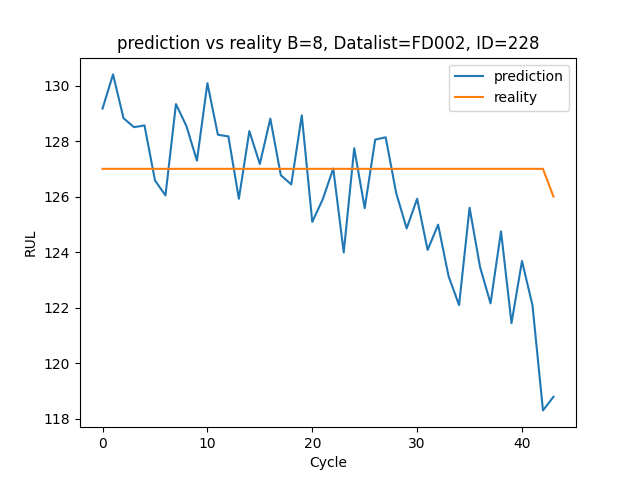 prediction vs reality B=8, Datalist=FD002, ID=228
prediction
reality
130
128
126
124
122
120
118
RUL
0
10
20
30
40
Cycle